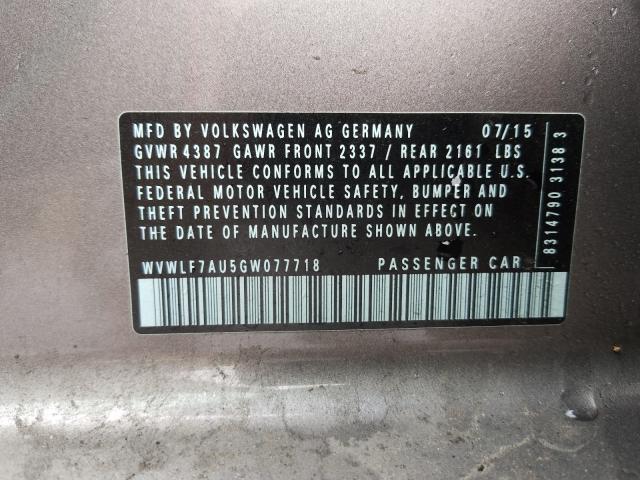 MFD BY VOLKSWAGEN AG GERMANY 07/15
GVWR 4387 GAWR FRONT 2337 / REAR 2161 LBS
THIS VEHICLE CONFORMS TO ALL APPLICABLE U.S.
FEDERAL MOTOR VEHICLE SAFETY, BUMPER AND
THEFT PREVENTION STANDARDS IN EFFECT ON
THE DATE OF MANUFACTURE SHOWN ABOVE.
WVWLF7AU5GW077718 PASSENGER CAR
8314790 3138 3